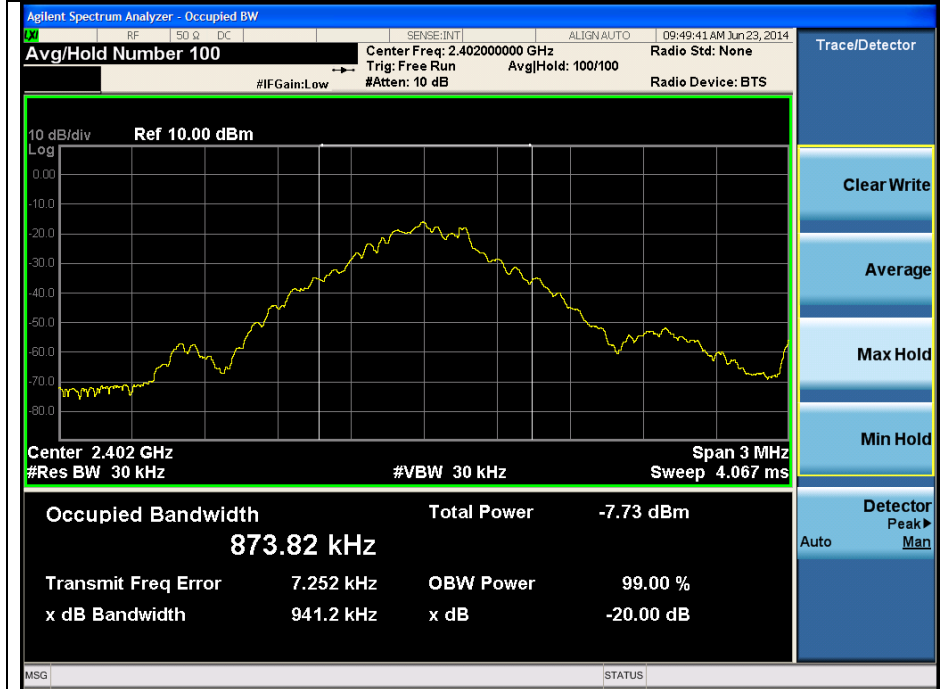 Agilent Spectrum Analyzer - Occupied BW
LXI RF 50 Ω DC SENSE:INT ALIGN AUTO 09:49:41 AM Jun 23, 2014
Avg/Hold Number 100
Center Freq: 2.402000000 GHz Radio Std: None
Trig: Free Run Avg|Hold: 100/100
#IFGain:Low #Atten: 10 dB Radio Device: BTS
Trace/Detector
10 dB/div Ref 10.00 dBm
Log
0.00
-10.0
-20.0
-30.0
-40.0
-50.0
-60.0
-70.0
-80.0
Center 2.402 GHz Span 3 MHz
#Res BW 30 kHz #VBW 30 kHz Sweep 4.067 ms
Clear Write
Average
Max Hold
Min Hold
Detector
Peak▶
Auto Man
Occupied Bandwidth Total Power -7.73 dBm
873.82 kHz
Transmit Freq Error 7.252 kHz OBW Power 99.00 %
x dB Bandwidth 941.2 kHz x dB -20.00 dB
MSG STATUS